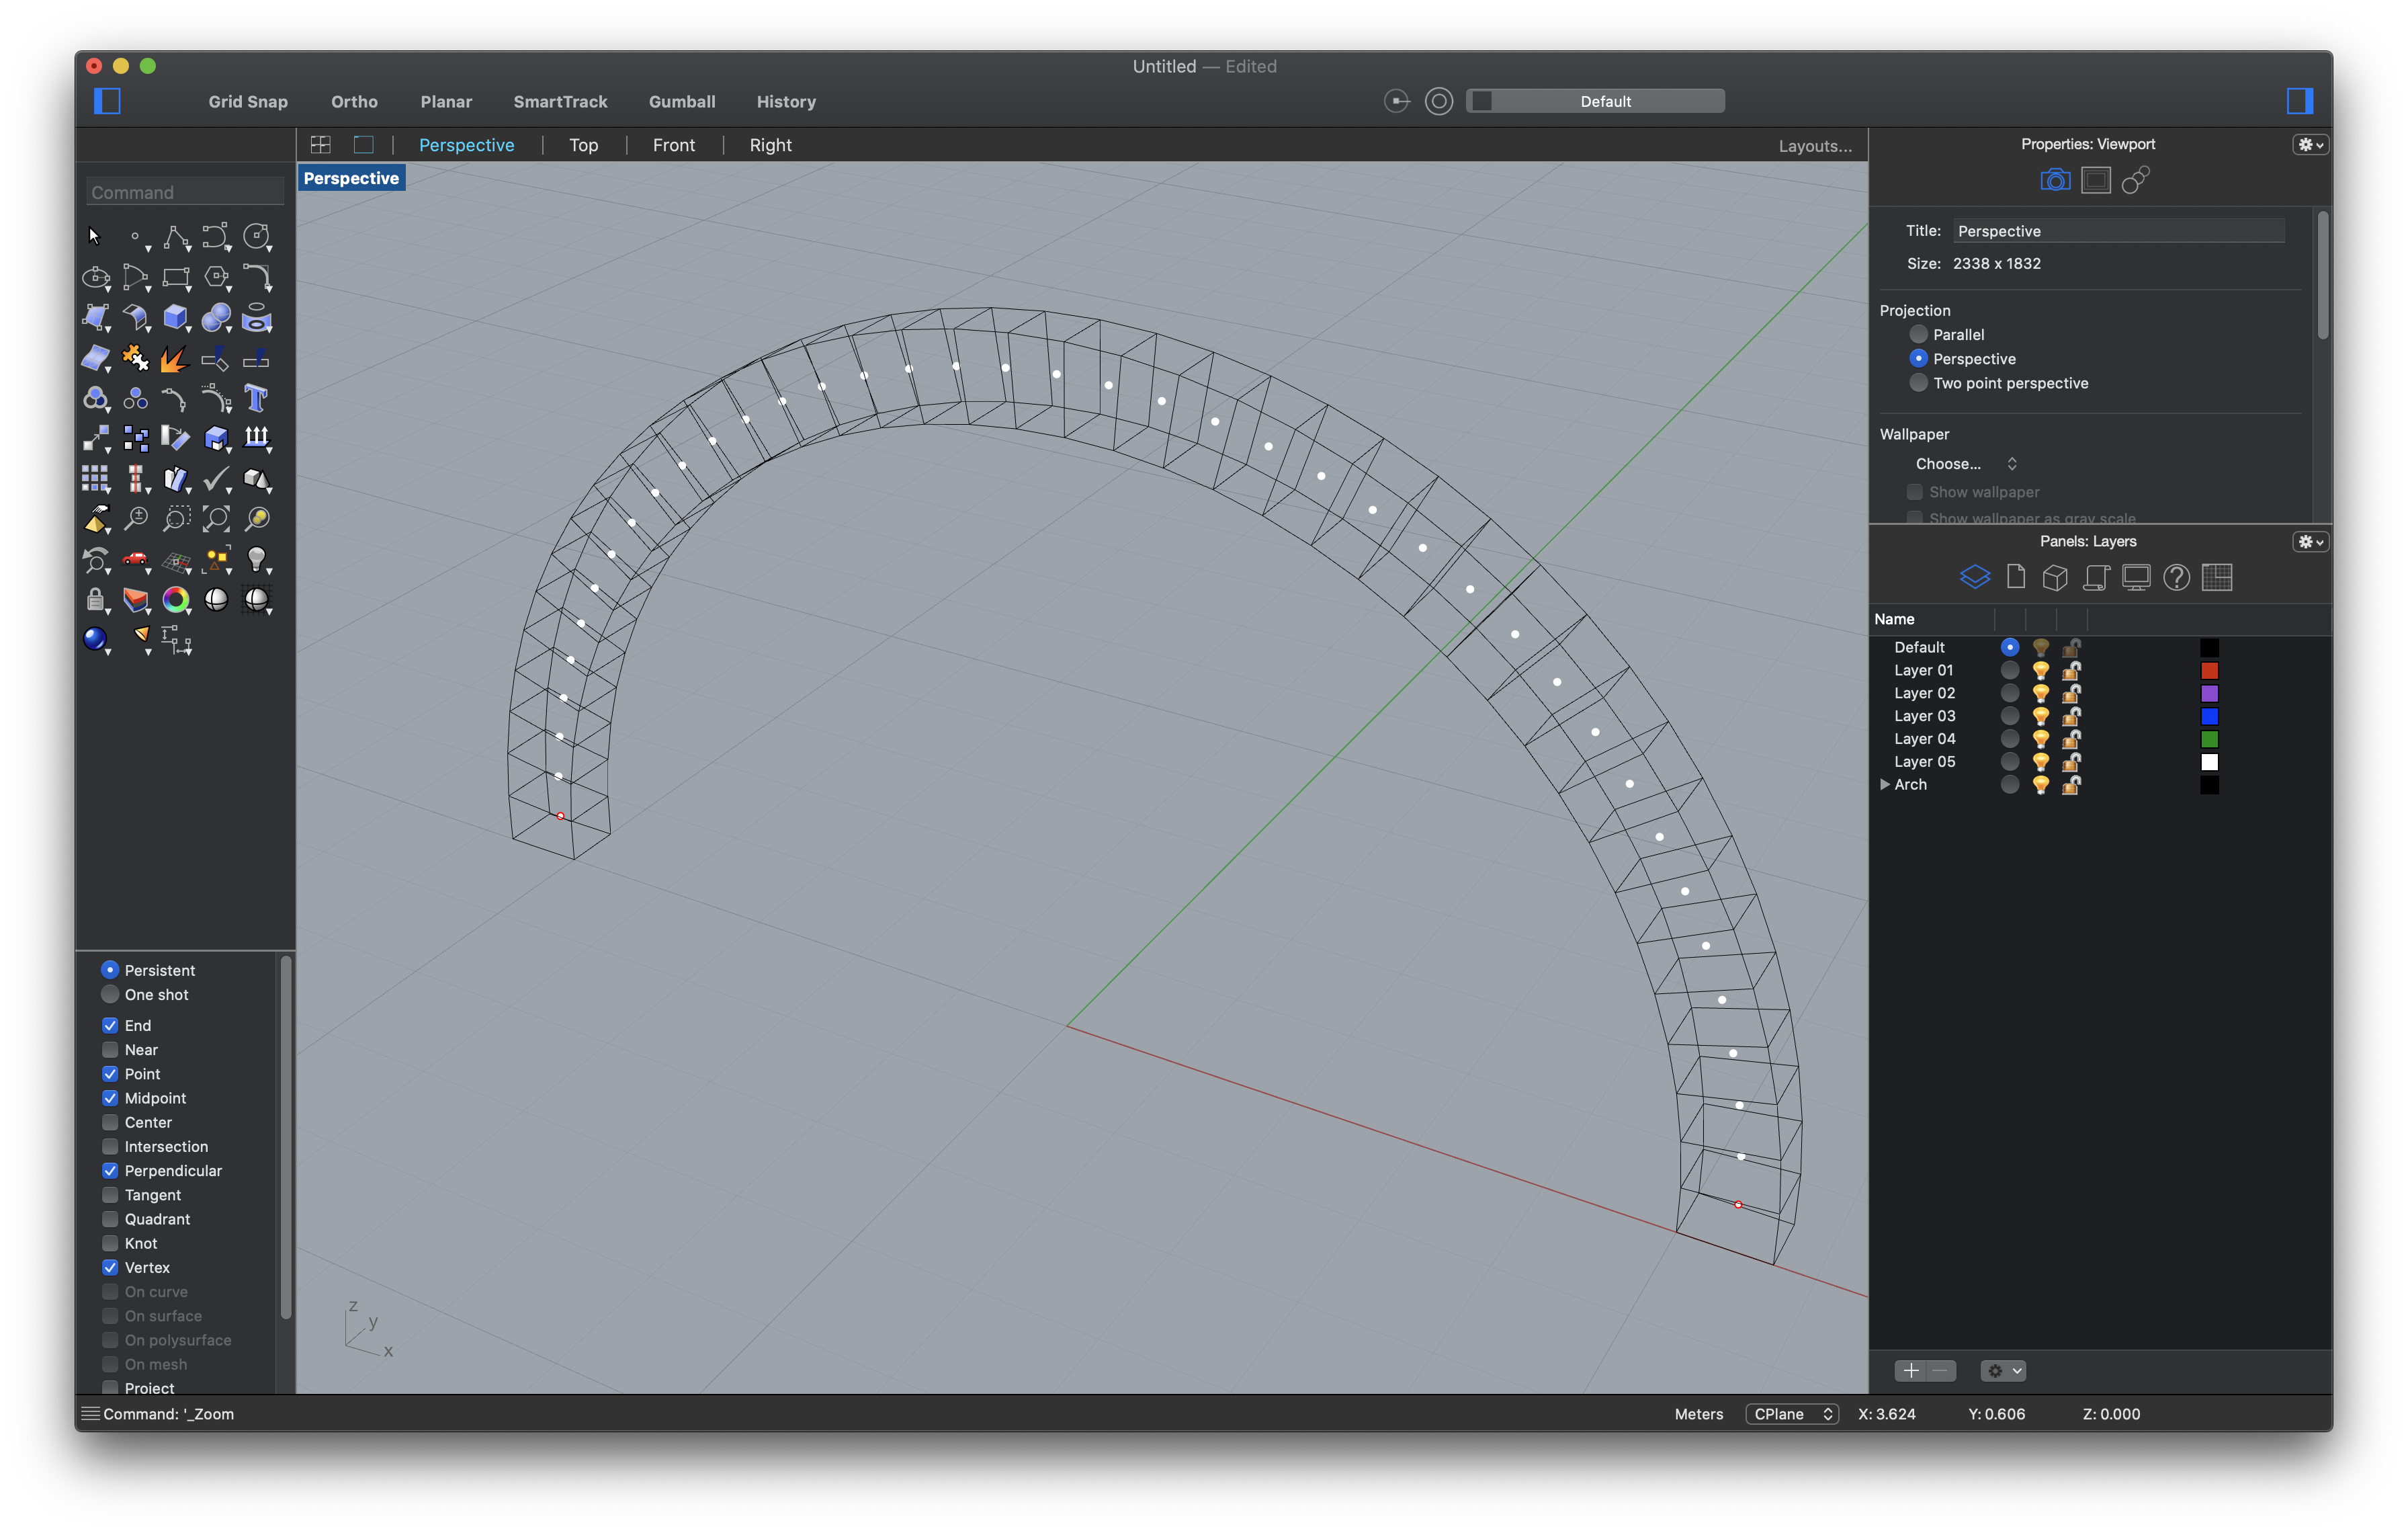 Untitled — Edited
Grid Snap Ortho Planar SmartTrack Gumball History Default
Perspective Top Front Right Layouts...
Perspective
Command
Persistent
One shot
End
Near
Point
Midpoint
Center
Intersection
Perpendicular
Tangent
Quadrant
Knot
Vertex
On curve
On surface
On polysurface
On mesh
Project
z
y
x
Properties: Viewport
Title: Perspective
Size: 2338 x 1832
Projection
Parallel
Perspective
Two point perspective
Wallpaper
Choose...
Show wallpaper
Show wallpaper as gray scale
Panels: Layers
Name
Default
Layer 01
Layer 02
Layer 03
Layer 04
Layer 05
Arch
Command: '_Zoom
Meters CPlane X: 3.624 Y: 0.606 Z: 0.000